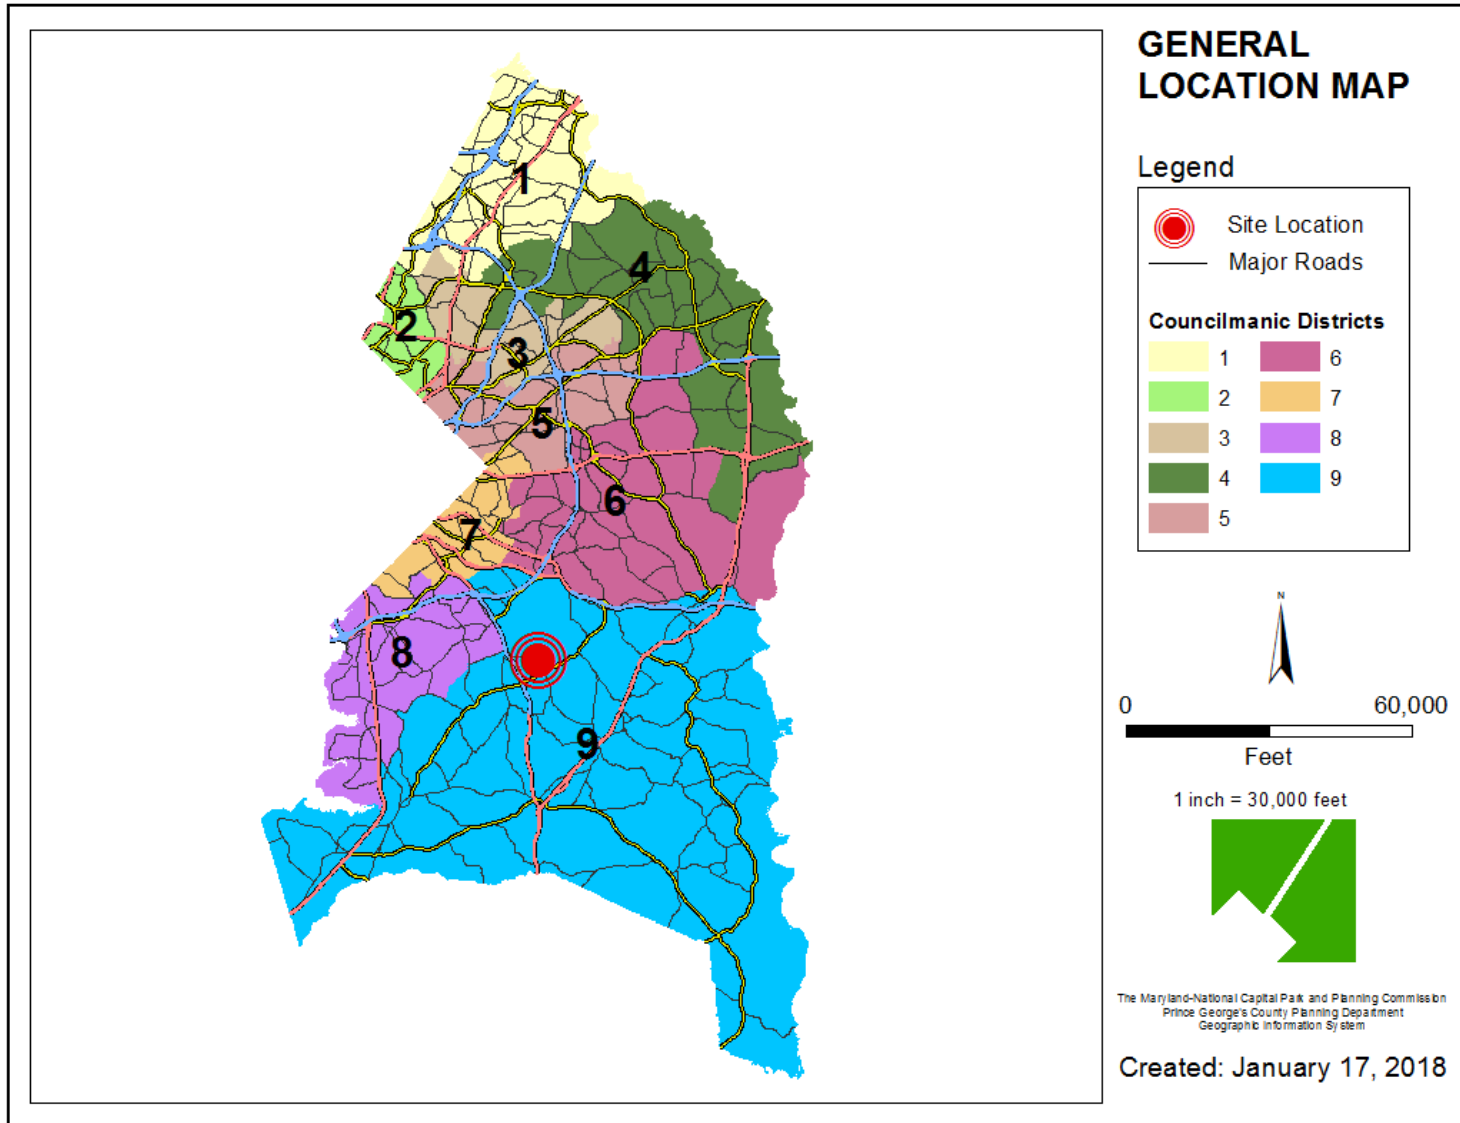 GENERAL
LOCATION MAP
Legend
Site Location
Major Roads
Councilmanic Districts
1
6
2
7
3
8
4
9
5
N
0
60,000
Feet
1 inch = 30,000 feet
The Maryland-National Capital Park and Planning Commission
Prince George's County Planning Department
Geographic Information System
Created: January 17, 2018
1
4
2
3
5
6
7
8
9